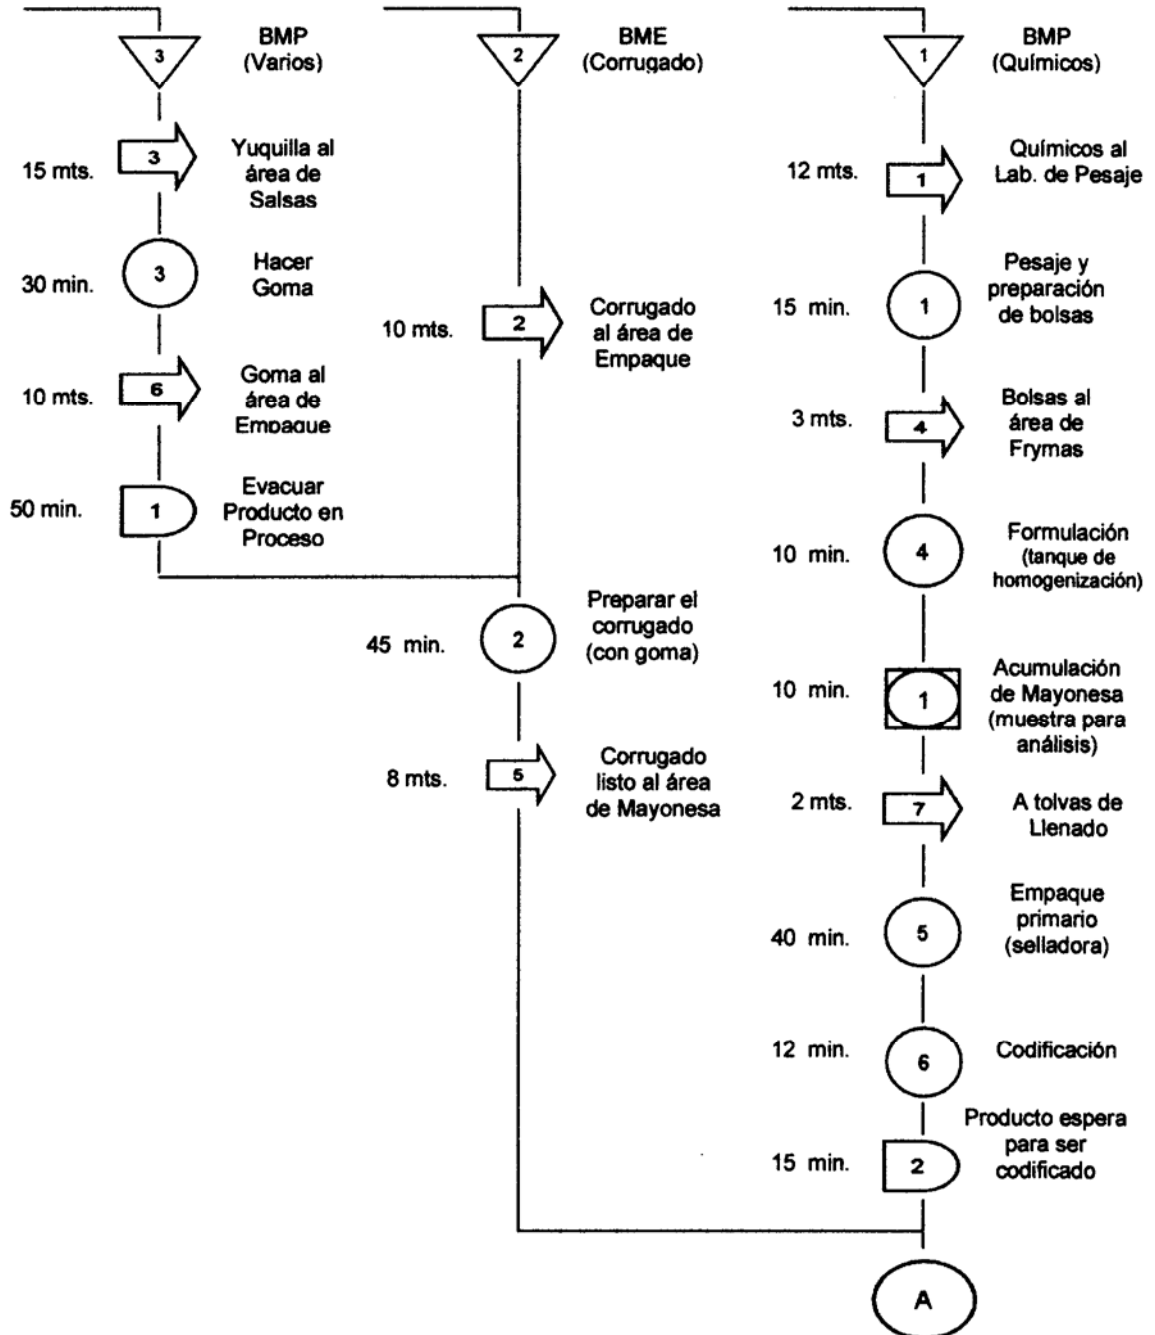 3
BMP
(Varios)
15 mts.
3
Yuquilla al
área de
Salsas
30 min.
3
Hacer
Goma
10 mts.
6
Goma al
área de
Empaque
50 min.
1
Evacuar
Producto en
Proceso
2
BME
(Corrugado)
10 mts.
2
Corrugado
al área de
Empaque
45 min.
2
Preparar el
corrugado
(con goma)
8 mts.
5
Corrugado
listo al área
de Mayonesa
1
BMP
(Químicos)
12 mts.
1
Químicos al
Lab. de Pesaje
15 min.
1
Pesaje y
preparación
de bolsas
3 mts.
4
Bolsas al
área de
Frymas
10 min.
4
Formulación
(tanque de
homogenización)
10 min.
1
Acumulación
de Mayonesa
(muestra para
análisis)
2 mts.
7
A tolvas de
Llenado
40 min.
5
Empaque
primario
(selladora)
12 min.
6
Codificación
15 min.
2
Producto espera
para ser
codificado
A